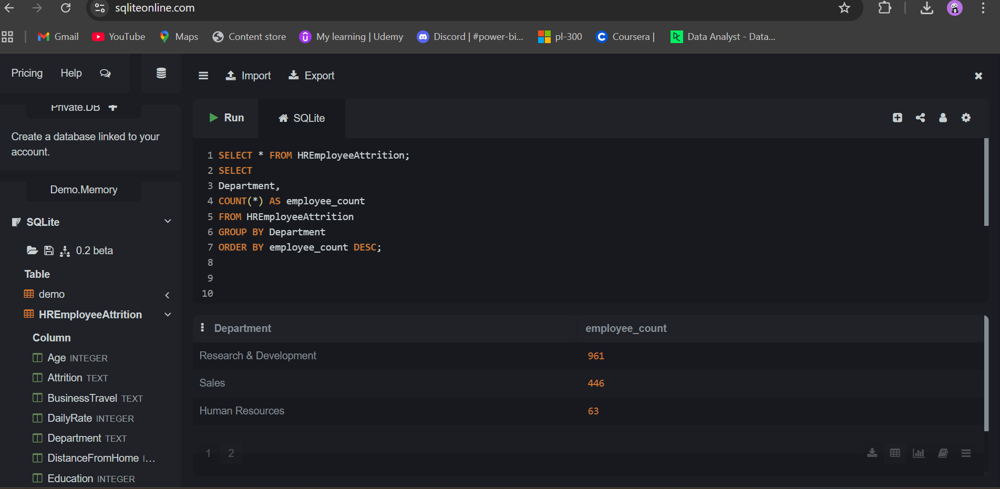 sqliteonline.com
Gmail YouTube Maps Content store My learning | Udemy Discord | #power-bi... pl-300 Coursera | Data Analyst - Data...
Pricing Help
Import Export
Private.DB
Create a database linked to your
account.
Demo.Memory
SQLite
0.2 beta
Table
demo
HREmployeeAttrition
Column
Age INTEGER
Attrition TEXT
BusinessTravel TEXT
DailyRate INTEGER
Department TEXT
DistanceFromHome I...
Education INTEGER
Run SQLite
1 SELECT * FROM HREmployeeAttrition;
2 SELECT
3 Department,
4 COUNT(*) AS employee_count
5 FROM HREmployeeAttrition
6 GROUP BY Department
7 ORDER BY employee_count DESC;
8
9
10
Department employee_count
Research & Development 961
Sales 446
Human Resources 63
1 2